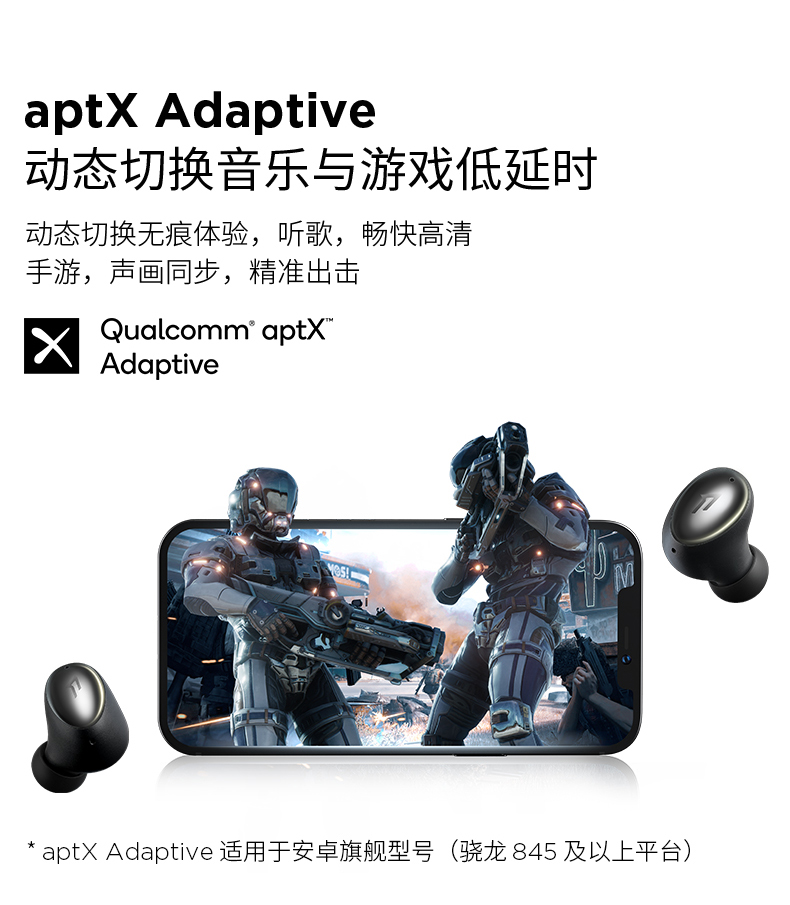 aptX Adaptive
动态切换音乐与游戏低延时
动态切换无痕体验，听歌，畅快高清
手游，声画同步，精准出击
Qualcomm® aptX™
Adaptive
* aptX Adaptive 适用于安卓旗舰型号（骁龙 845 及以上平台）